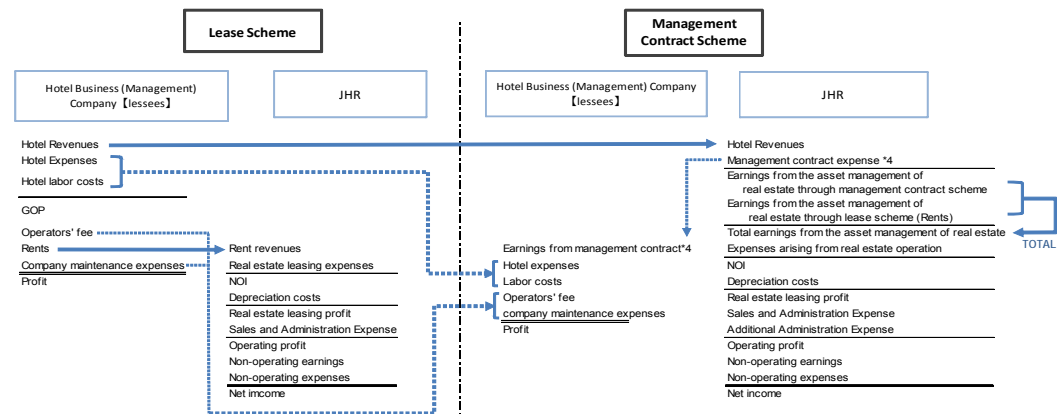 Lease Scheme
Management
Contract Scheme
Hotel Business (Management)
Company【lessees】
JHR
Hotel Business (Management) Company
【lessees】
JHR
Hotel Revenues
Hotel Expenses
Hotel labor costs
GOP
Operators' fee
Rents
Company maintenance expenses
Profit
Rent revenues
Real estate leasing expenses
NOI
Depreciation costs
Real estate leasing profit
Sales and Administration Expense
Operating profit
Non-operating earnings
Non-operating expenses
Net imcome
Earnings from management contract*4
Hotel expenses
Labor costs
Operators' fee
company maintenance expenses
Profit
Hotel Revenues
Management contract expense *4
Earnings from the asset management of
real estate through management contract scheme
Earnings from the asset management of
real estate through lease scheme (Rents)
Total earnings from the asset management of real estate
TOTAL
Expenses arising from real estate operation
NOI
Depreciation costs
Real estate leasing profit
Sales and Administration Expense
Additional Administration Expense
Operating profit
Non-operating earnings
Non-operating expenses
Net income